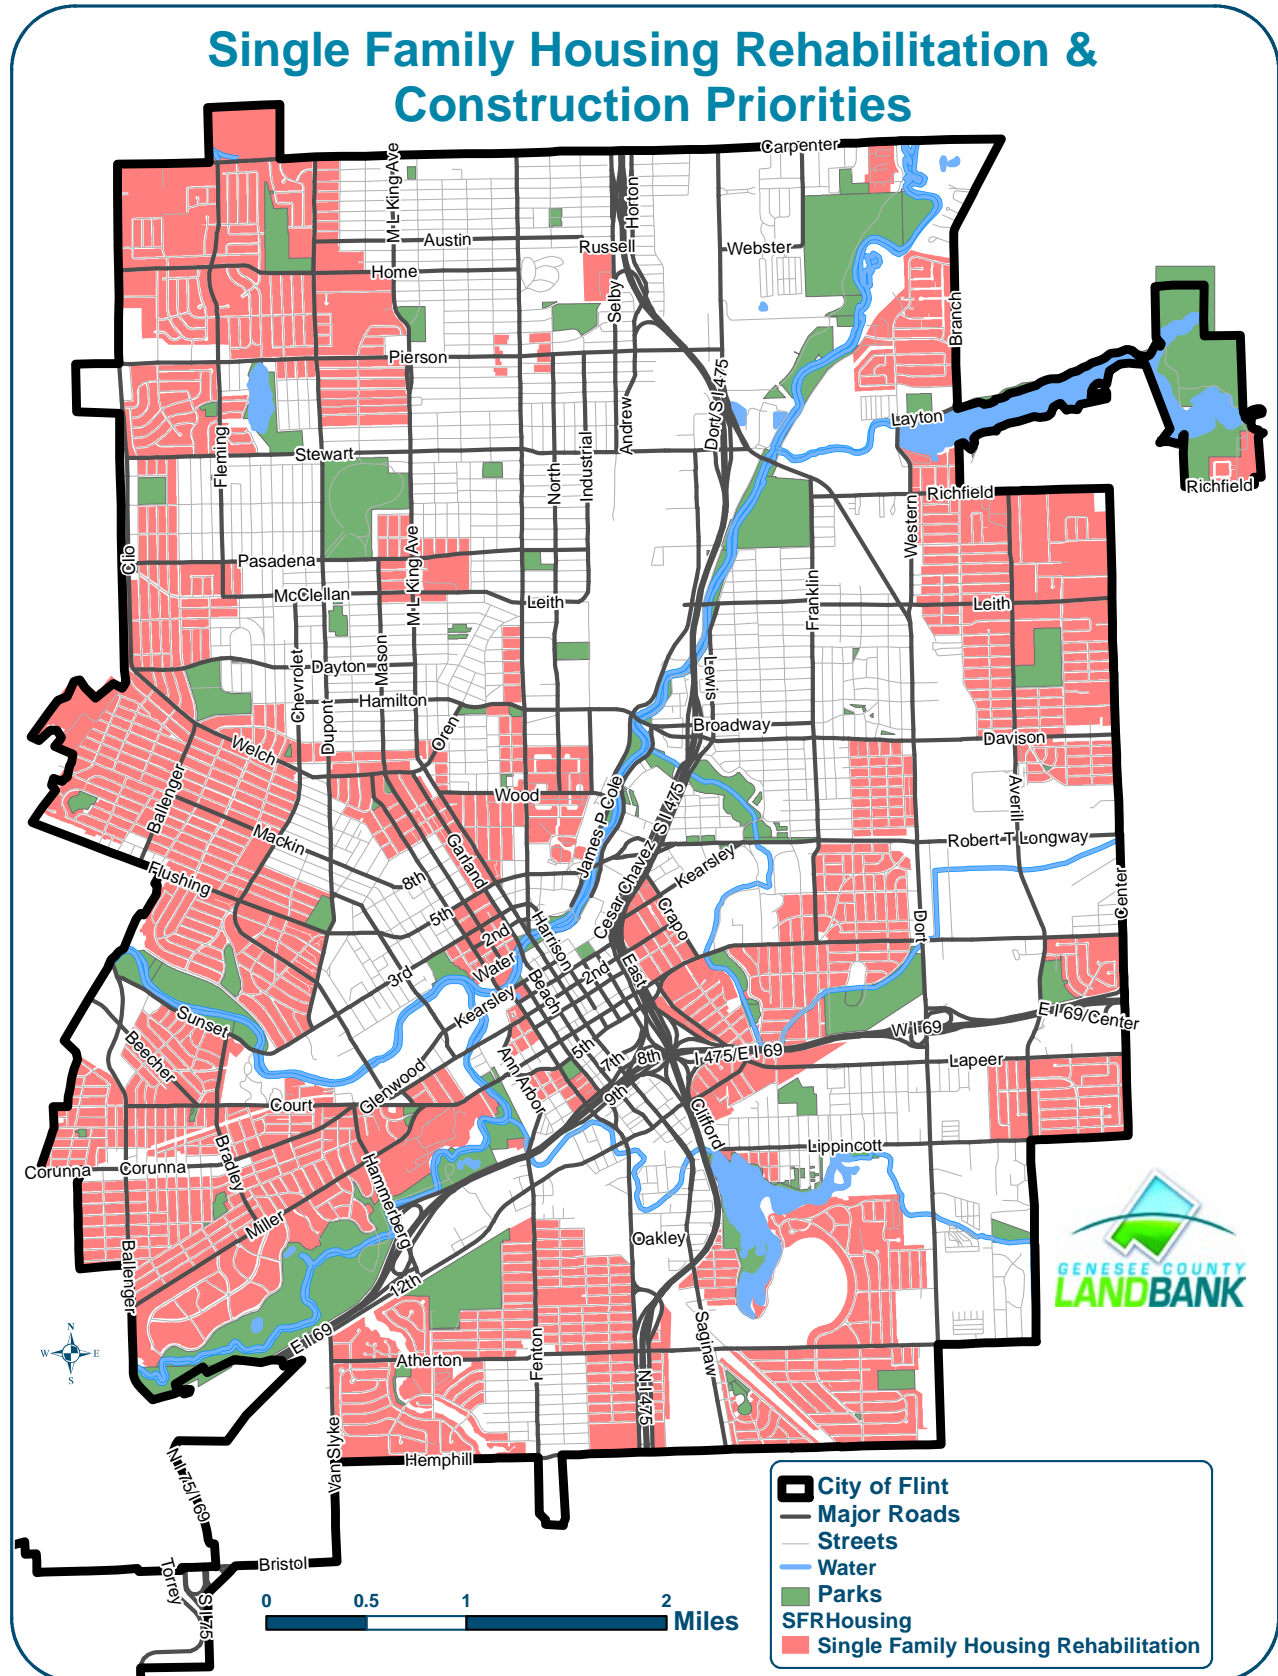 Single Family Housing Rehabilitation &
Construction Priorities
Carpenter
M L King Ave
Horton
Austin
Russell
Webster
Home
Selby
Branch
Pierson
Dort/S I 475
Andrew
Layton
Fleming
Stewart
North
Industrial
Richfield
Richfield
Western
Clio
Pasadena
M L King Ave
McClellan
Leith
Franklin
Leith
Chevrolet
Dayton
Mason
Lewis
Hamilton
Dupont
Oren
Broadway
Davison
Welch
Ballenger
Wood
James P Cole
Cesar Chavez
S I 475
Averill
Mackin
Garland
Robert T Longway
Kearsley
Flushing
8th
5th
Crapo
Center
2nd
Harrison
Dort
3rd
Water
Beach
2nd
East
Kearsley
Sunset
E I 69/Center
W I 69
Beecher
Ann Arbor
5th
7th
8th
I 475/E I 69
Lapeer
Glenwood
9th
Court
Clifford
Lippincott
Bradley
Corunna
Corunna
Hammerberg
Miller
Oakley
Ballenger
12th
GENESEE COUNTY
LANDBANK
N
W
E
S
E I 69
Saginaw
Atherton
Fenton
N I 475
Van Slyke
Hemphill
N I 75/I 69
City of Flint
Major Roads
Streets
Water
Parks
SFRHousing
Single Family Housing Rehabilitation
Bristol
Torrey
S I 75
0
0.5
1
2
Miles